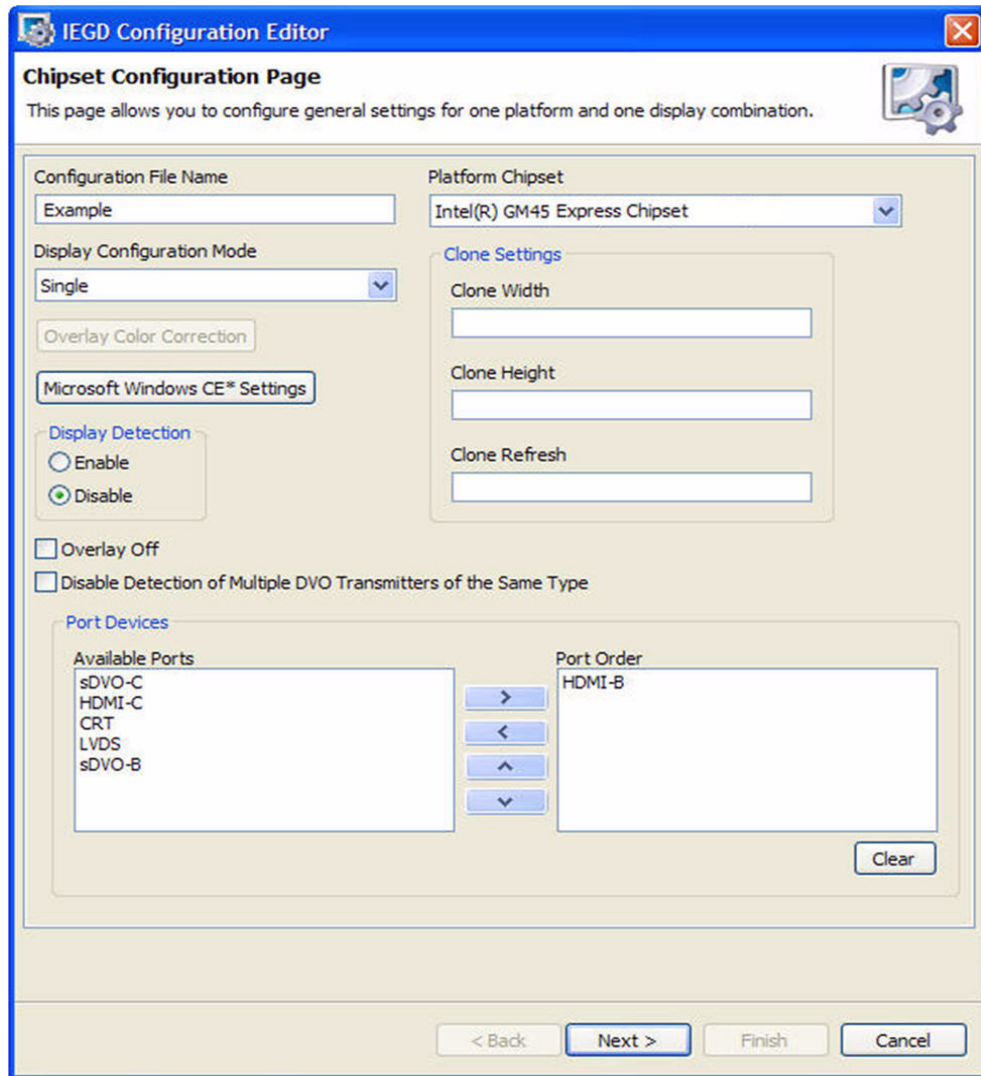 IEGD Configuration Editor
Chipset Configuration Page
This page allows you to configure general settings for one platform and one display combination.
Configuration File Name
Example
Platform Chipset
Intel(R) GM45 Express Chipset
Display Configuration Mode
Single
Overlay Color Correction
Microsoft Windows CE* Settings
Display Detection
Enable
Disable
Clone Settings
Clone Width
Clone Height
Clone Refresh
Overlay Off
Disable Detection of Multiple DVO Transmitters of the Same Type
Port Devices
Available Ports
sDVO-C
HDMI-C
CRT
LVDS
sDVO-B
Port Order
HDMI-B
Clear
< Back
Next >
Finish
Cancel